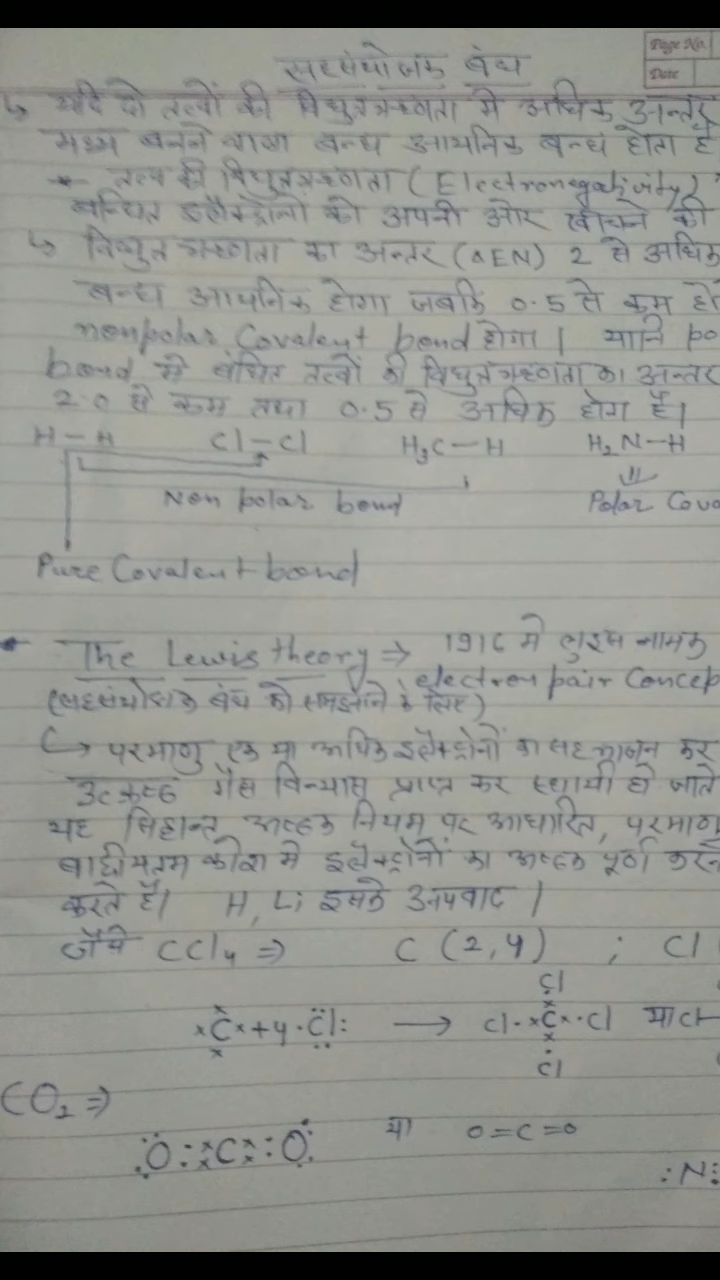 Page No.
Date
सहसंयोजक बंध
↳ यदि दो तत्वों की विधुतऋणता में अधिक अन्तर
मध्य बनने वाला बन्ध आयनिक बन्ध होता है
* तत्व की विधुतऋणता (Electronegativity)
बन्धित इलैक्ट्रोनों को अपनी ओर खींचने की
↳ विधुतऋणता का अन्तर (ΔEN) 2 से अधिक
बन्ध आयनिक होगा जबकि 0.5 से कम हो
nonpolar Covalent bond होगा। यानि po
bond में बंधित तत्वों की विधुतऋणता का अन्तर
2.0 से कम तथा 0.5 से अधिक होगा है।
H-H Cl-Cl H₃C-H H₂N-H
Non polar bond Polar Cova
Pure Covalent bond
* The Lewis theory ⇒ 1916 मे लुइस नामक
(सहसंयोजक बंध को समझाने के लिए) electron pair Concep
↳ परमाणु एक या अधिक इलैक्ट्रोनों का सहभाजन कर
उत्कृष्ट गैस विन्यास प्राप्त कर स्थायी हो जाते
यह सिद्दान्त अष्टक नियम पर आधारित, परमाणु
बाहीयतम कोश मे इलैक्ट्रोनों का अष्टक पूर्ण करने
करते है। H, Li इसके अपवाद।
जैसे CCl₄ ⇒ C (2,4) ; Cl
Cl
×C×+4·Cl: → Cl·×C×·Cl या Cl-
Cl
CO₂ ⇒
O::C::O या O=C=O
:N: